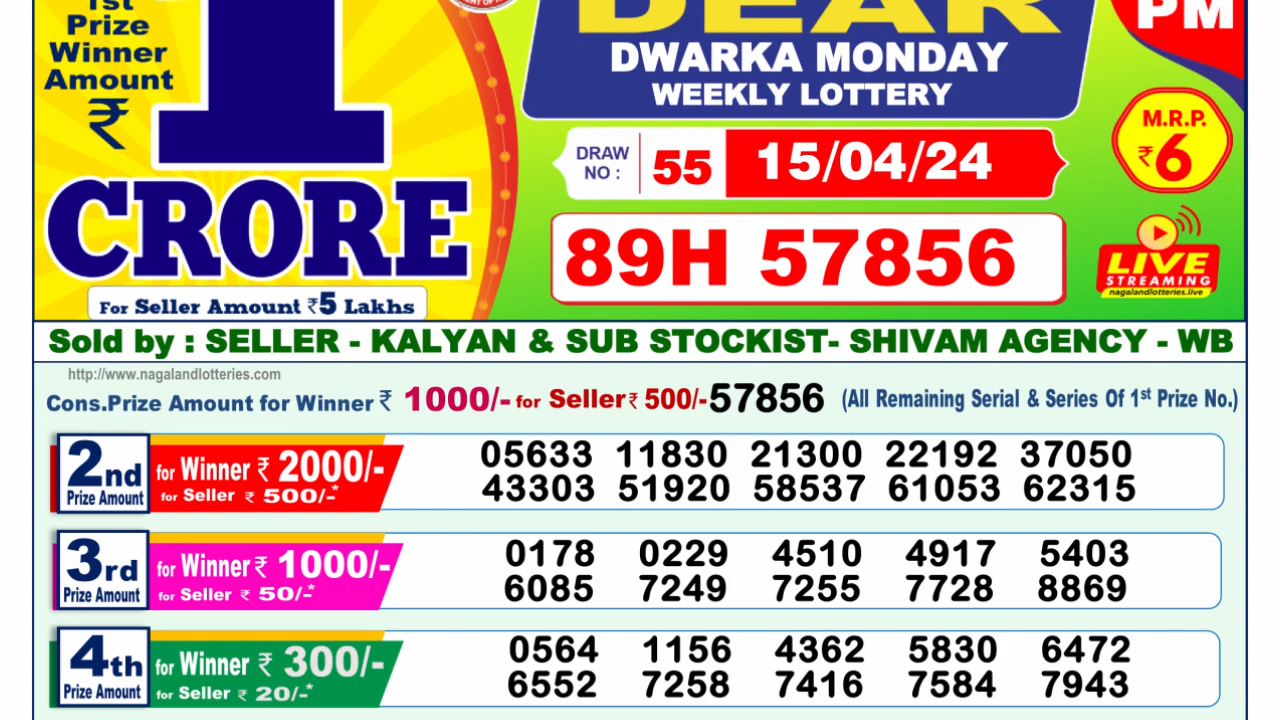 1st
Prize
Winner
Amount
₹
1
CRORE
For Seller Amount ₹5 Lakhs
DEAR
DWARKA MONDAY
WEEKLY LOTTERY
PM
DRAW NO : 55 15/04/24
M.R.P.
₹6
89H 57856
LIVE
STREAMING
nagalandlotteries.live
Sold by : SELLER - KALYAN & SUB STOCKIST- SHIVAM AGENCY - WB
http://www.nagalandlotteries.com
Cons.Prize Amount for Winner ₹ 1000/- for Seller ₹ 500/- 57856 (All Remaining Serial & Series Of 1st Prize No.)
2nd
Prize Amount
for Winner ₹ 2000/-
for Seller ₹ 500/-*
05633 11830 21300 22192 37050
43303 51920 58537 61053 62315
3rd
Prize Amount
for Winner ₹ 1000/-
for Seller ₹ 50/-*
0178 0229 4510 4917 5403
6085 7249 7255 7728 8869
4th
Prize Amount
for Winner ₹ 300/-
for Seller ₹ 20/-*
0564 1156 4362 5830 6472
6552 7258 7416 7584 7943